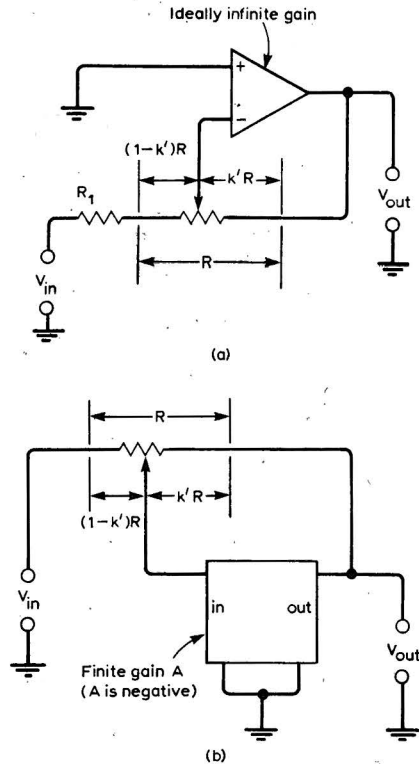 Ideally infinite gain
+
−
(1-k')R
k'R
R₁
R
V_in
V_out
(a)
R
k'R
(1-k')R
V_in
in
out
Finite gain A
(A is negative)
V_out
(b)